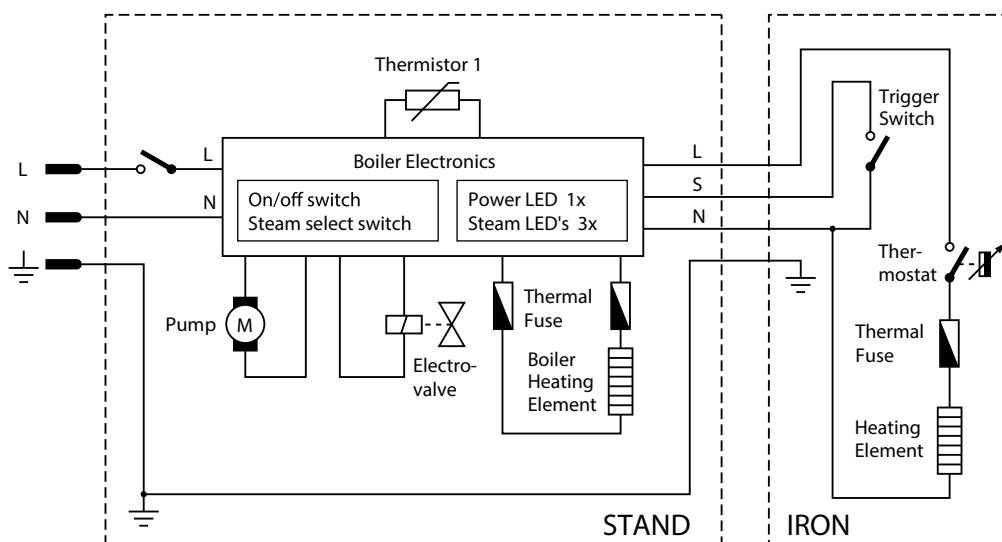 Thermistor 1
Trigger
Switch
L
L
Boiler Electronics
L
S
N
N
On/off switch
Steam select switch
Power LED 1x
Steam LED's 3x
N
Ther-
mostat
Pump
M
Electro-
valve
Thermal
Fuse
Boiler
Heating
Element
Thermal
Fuse
Heating
Element
STAND
IRON